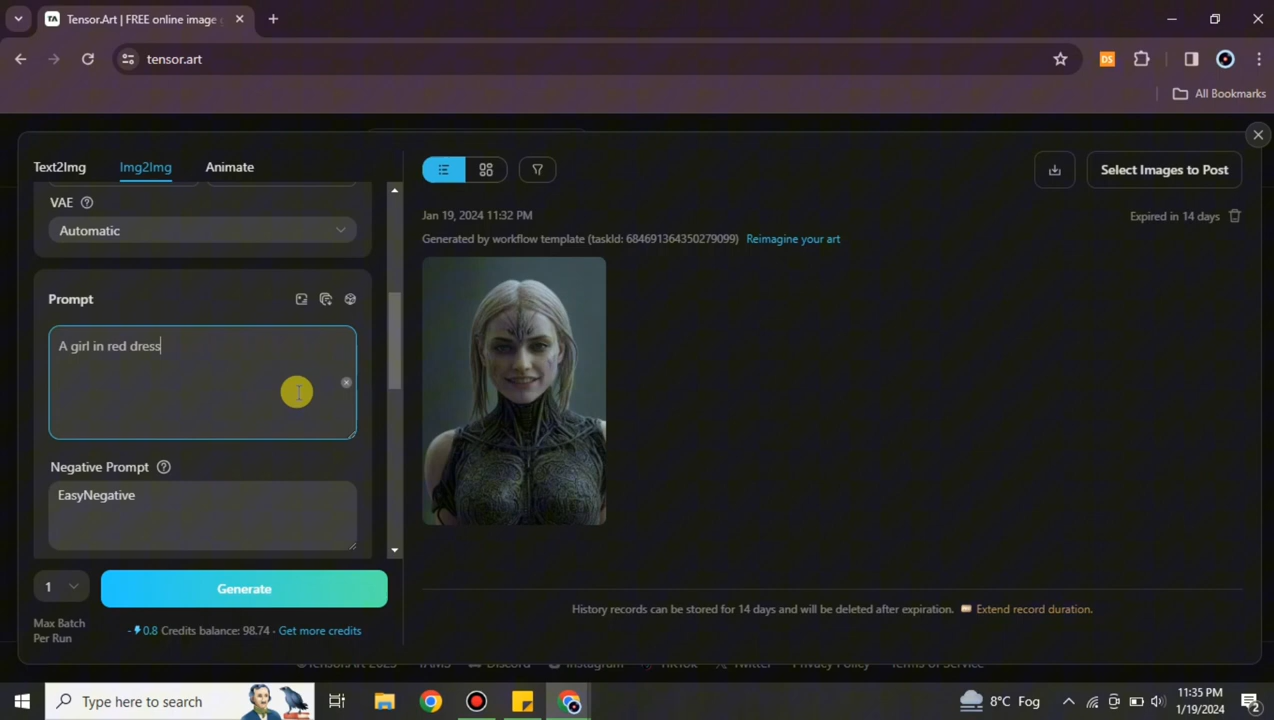 Tensor.Art | FREE online image
tensor.art
DS
All Bookmarks
Text2Img Img2Img Animate
Select Images to Post
VAE
Automatic
Jan 19, 2024 11:32 PM
Expired in 14 days
Generated by workflow template (taskId: 684691364350279099) Reimagine your art
Prompt
A girl in red dress
Negative Prompt
EasyNegative
1
Generate
Max Batch
Per Run
- 0.8 Credits balance: 98.74 - Get more credits
History records can be stored for 14 days and will be deleted after expiration. Extend record duration.
Type here to search
8°C Fog
11:35 PM
1/19/2024
2